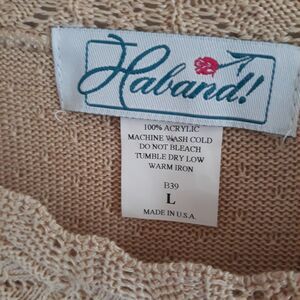 Haband!
100% ACRYLIC
MACHINE WASH COLD
DO NOT BLEACH
TUMBLE DRY LOW
WARM IRON
B39
L
MADE IN U.S.A.